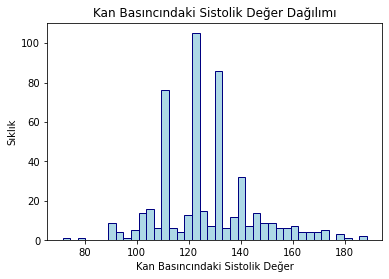 Kan Basıncındaki Sistolik Değer Dağılımı
100
80
60
40
20
0
Sıklık
80 100 120 140 160 180
Kan Basıncındaki Sistolik Değer